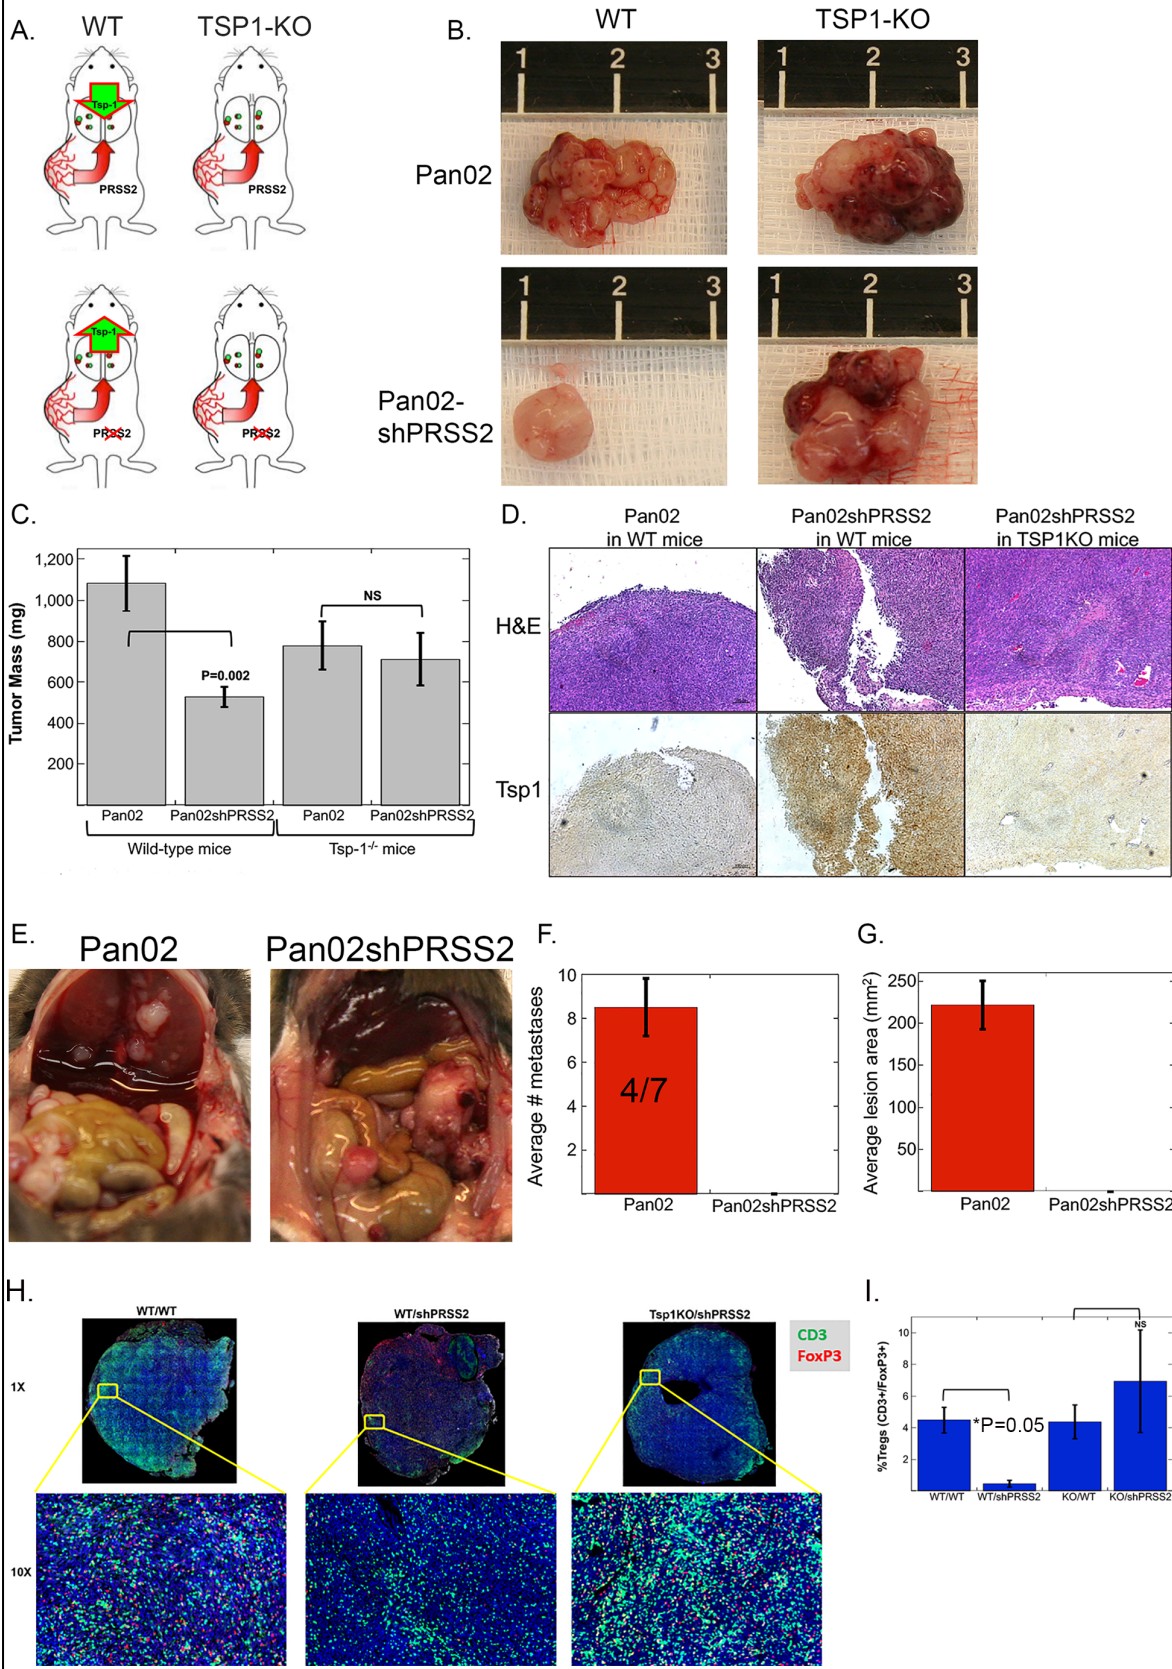 A.
WT
TSP1-KO
Tsp-1
PRSS2
PRSS2
Tsp-1
PRSS2
PRSS2
B.
WT
TSP1-KO
Pan02
1 2 3
1 2 3
Pan02-
shPRSS2
1 2 3
1 2 3
C.
Tumor Mass (mg)
1,200
1,000
800
600
400
200
P=0.002
NS
Pan02
Pan02shPRSS2
Pan02
Pan02shPRSS2
Wild-type mice
Tsp-1-/- mice
D.
Pan02
in WT mice
Pan02shPRSS2
in WT mice
Pan02shPRSS2
in TSP1KO mice
H&E
Tsp1
E.
Pan02
Pan02shPRSS2
F.
Average # metastases
10
8
6
4
2
4/7
Pan02
Pan02shPRSS2
G.
Average lesion area (mm2)
250
200
150
100
50
Pan02
Pan02shPRSS2
H.
WT/WT
WT/shPRSS2
Tsp1KO/shPRSS2
CD3
FoxP3
1X
10X
I.
%Tregs (CD3+/FoxP3+)
10
8
6
4
2
*P=0.05
NS
WT/WT
WT/shPRSS2
KO/WT
KO/shPRSS2